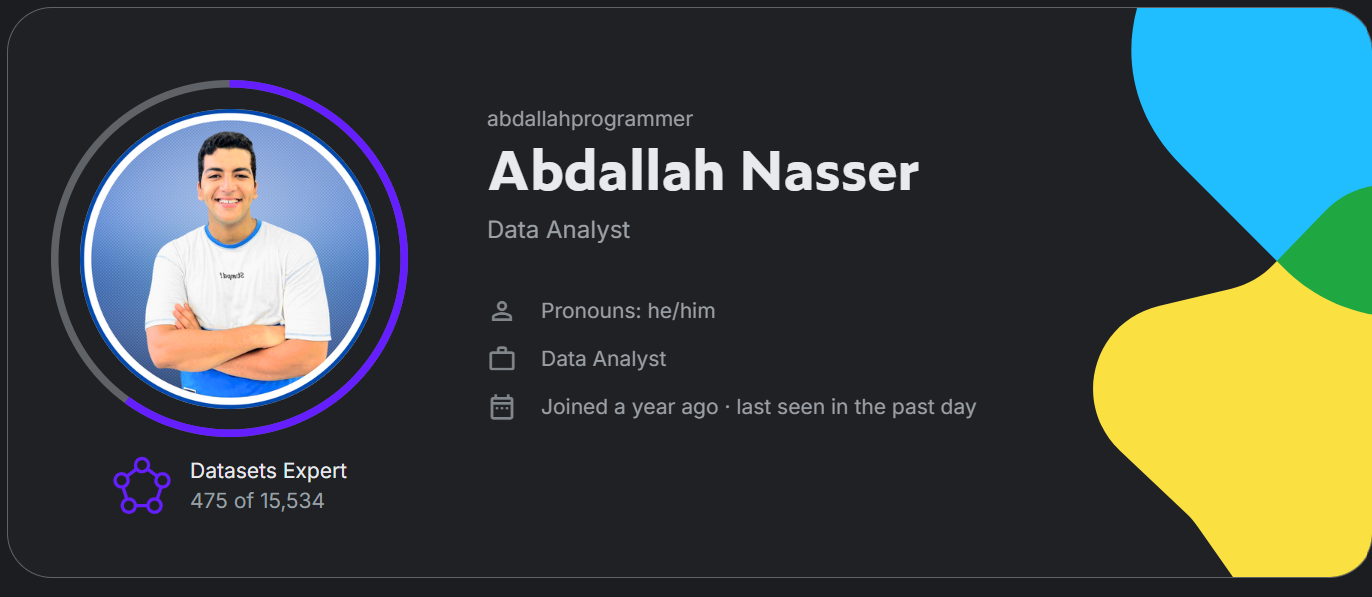 abdallahprogrammer
Abdallah Nasser
Data Analyst
Pronouns: he/him
Data Analyst
Joined a year ago · last seen in the past day
Datasets Expert
475 of 15,534